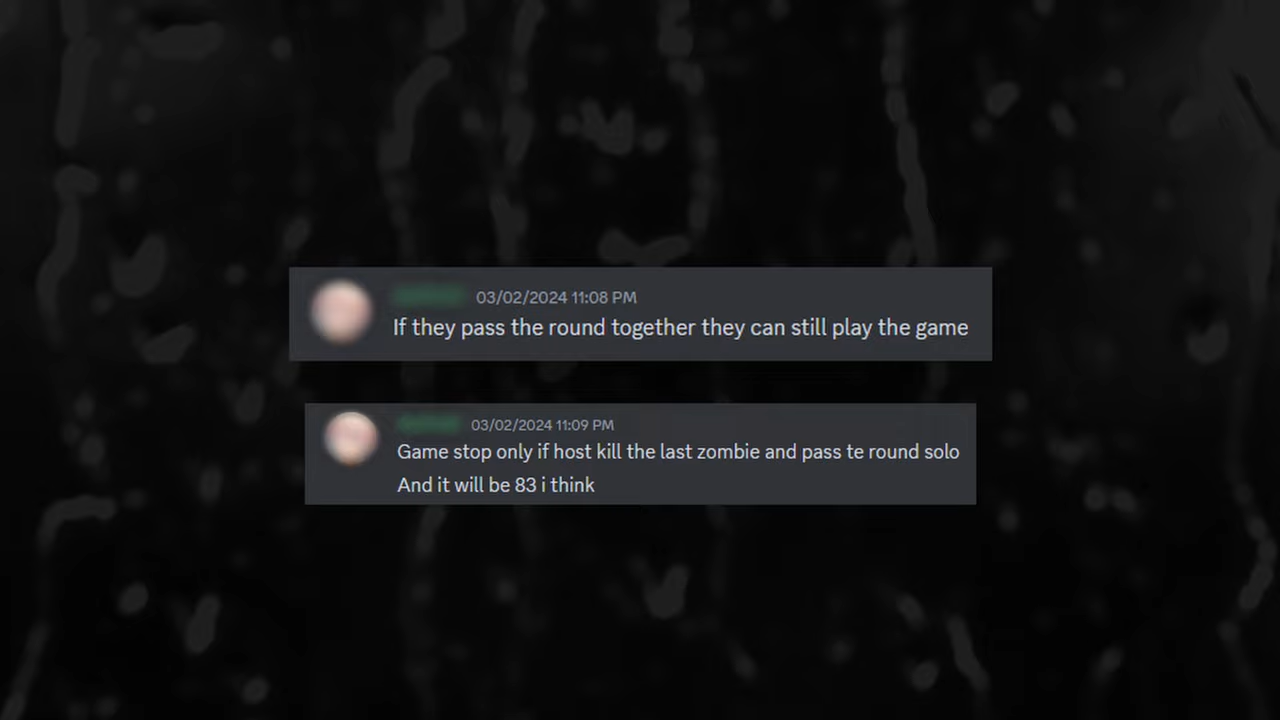 03/02/2024 11:08 PM
If they pass the round together they can still play the game
03/02/2024 11:09 PM
Game stop only if host kill the last zombie and pass te round solo
And it will be 83 i think